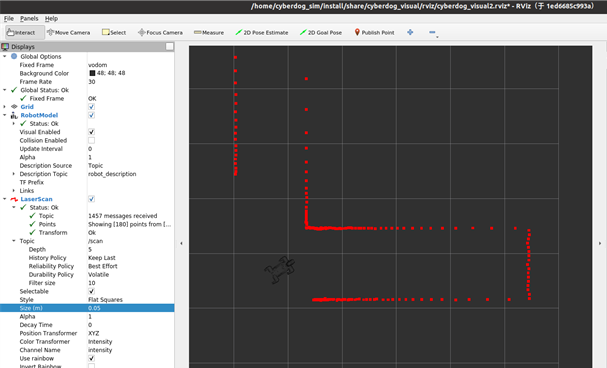 /home/cyberdog_sim/install/share/cyberdog_visual/rviz/cyberdog_visual2.rviz* - RViz（于 1ed6685c993a）
File Panels Help
Interact Move Camera Select Focus Camera Measure 2D Pose Estimate 2D Goal Pose Publish Point
Displays
Global Options
Fixed Frame vodom
Background Color 48; 48; 48
Frame Rate 30
Global Status: Ok
Fixed Frame OK
Grid
RobotModel
Status: Ok
Visual Enabled
Collision Enabled
Update Interval 0
Alpha 1
Description Source Topic
Description Topic robot_description
TF Prefix
Links
LaserScan
Status: Ok
Topic 1457 messages received
Points Showing [180] points from [...
Transform Ok
Topic /scan
Depth 5
History Policy Keep Last
Reliability Policy Best Effort
Durability Policy Volatile
Filter size 10
Selectable
Style Flat Squares
Size (m) 0.05
Alpha 1
Decay Time 0
Position Transformer XYZ
Color Transformer Intensity
Channel Name intensity
Use rainbow
Invert Rainbow